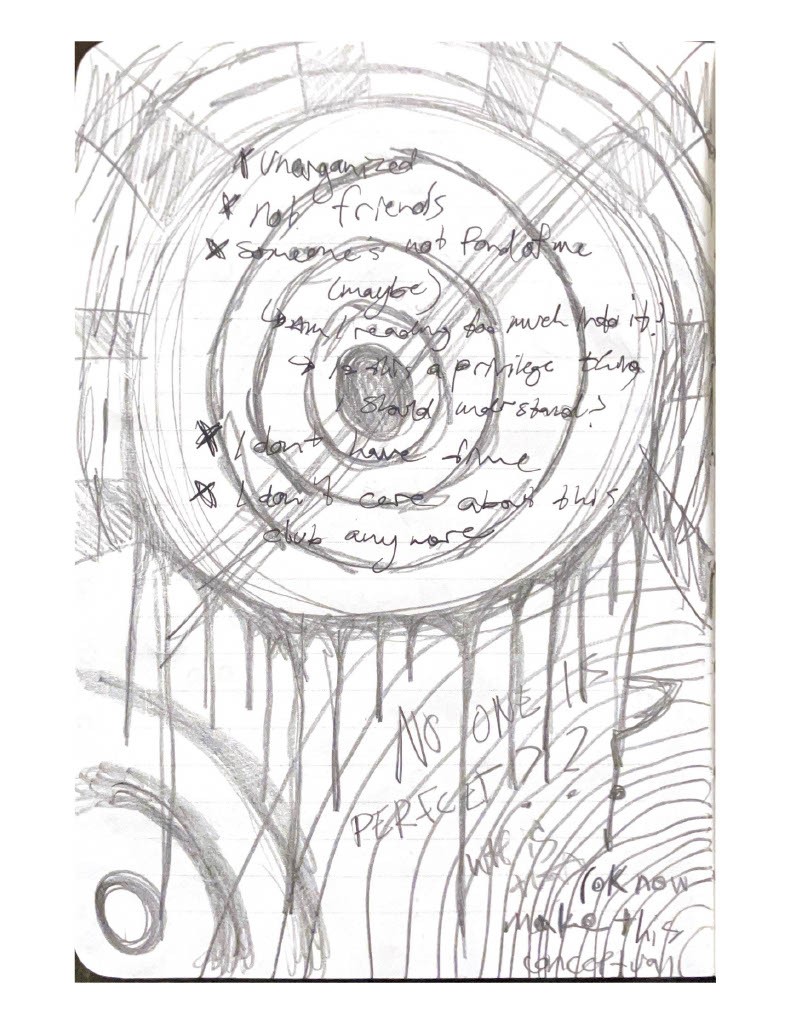 * Unorganized
* not friends
* Someone's not fond of me
(maybe)
↳ Am I reading too much into it?
→ Is this a privilege thing
I should understand?
* I don't have time
* I don't care about this
club anymore
NO ONE IS
PERFECT
(OK now
make this
conceptual